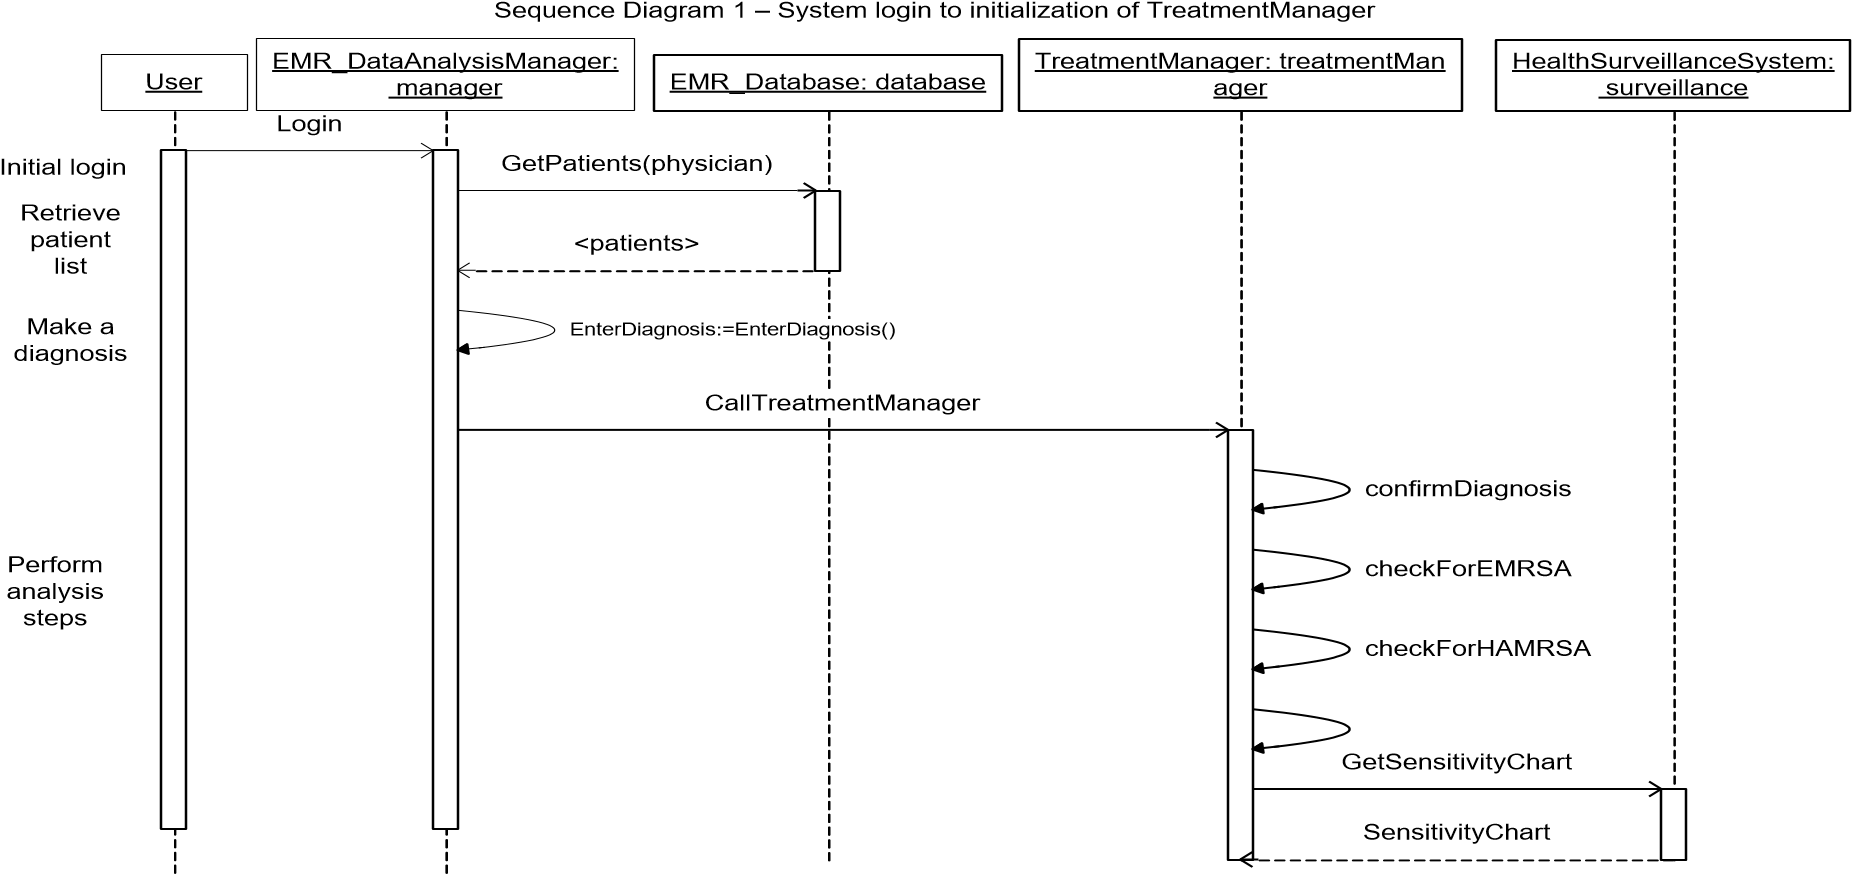 Sequence Diagram 1 – System login to initialization of TreatmentManager
User
EMR_DataAnalysisManager:
manager
EMR_Database: database
TreatmentManager: treatmentMan
ager
HealthSurveillanceSystem:
surveillance
Login
Initial login
GetPatients(physician)
Retrieve
patient
list
<patients>
Make a
diagnosis
EnterDiagnosis:=EnterDiagnosis()
CallTreatmentManager
confirmDiagnosis
Perform
analysis
steps
checkForEMRSA
checkForHAMRSA
GetSensitivityChart
SensitivityChart